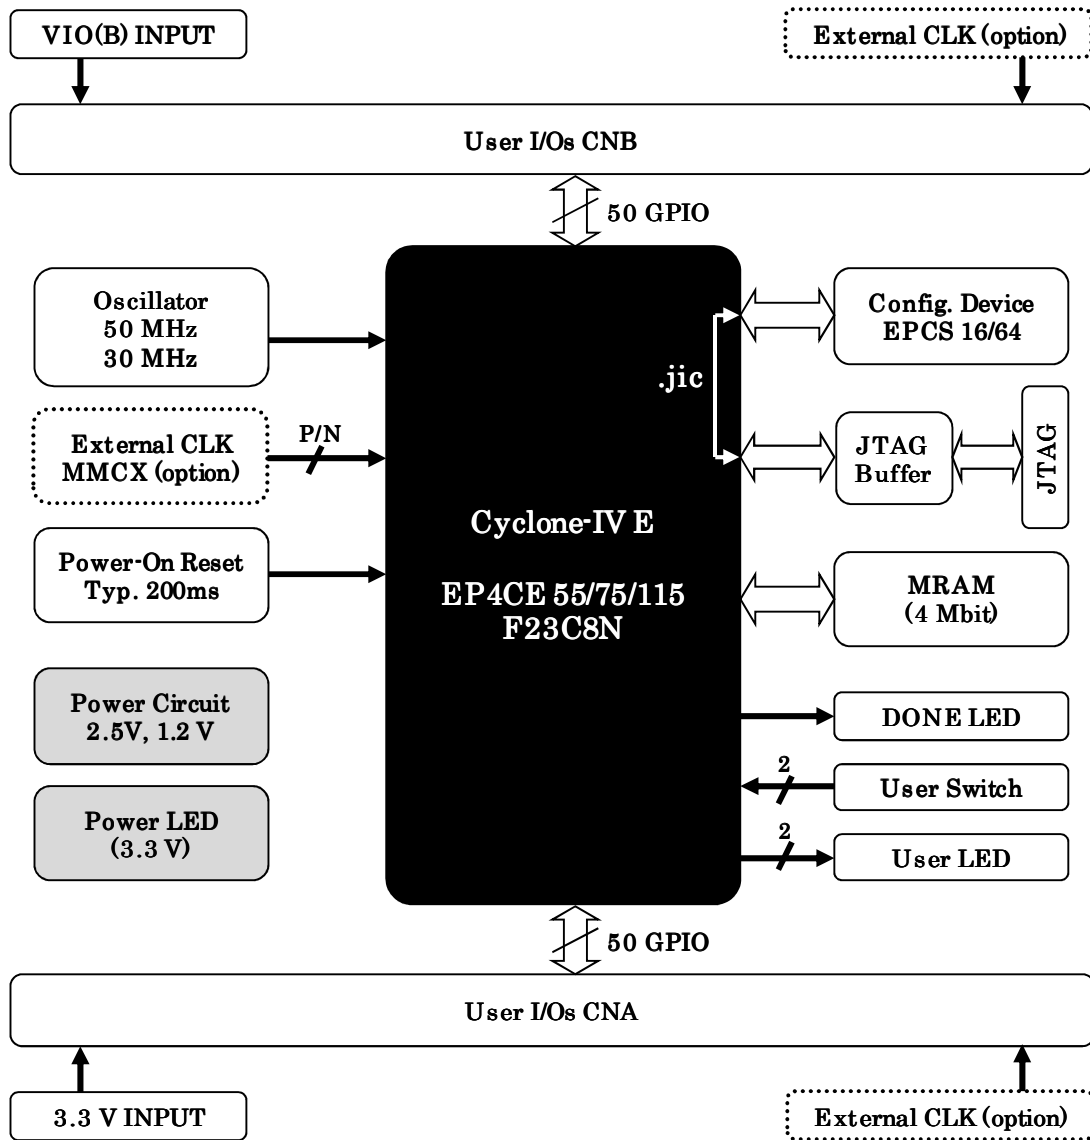 VIO(B) INPUT
External CLK (option)
User I/Os CNB
50 GPIO
Oscillator
50 MHz
30 MHz
External CLK
MMCX (option)
P/N
Power-On Reset
Typ. 200ms
Power Circuit
2.5V, 1.2 V
Power LED
(3.3 V)
.jic
Cyclone-IV E
EP4CE 55/75/115
F23C8N
Config. Device
EPCS 16/64
JTAG
Buffer
JTAG
MRAM
(4 Mbit)
DONE LED
2
User Switch
2
User LED
50 GPIO
User I/Os CNA
3.3 V INPUT
External CLK (option)